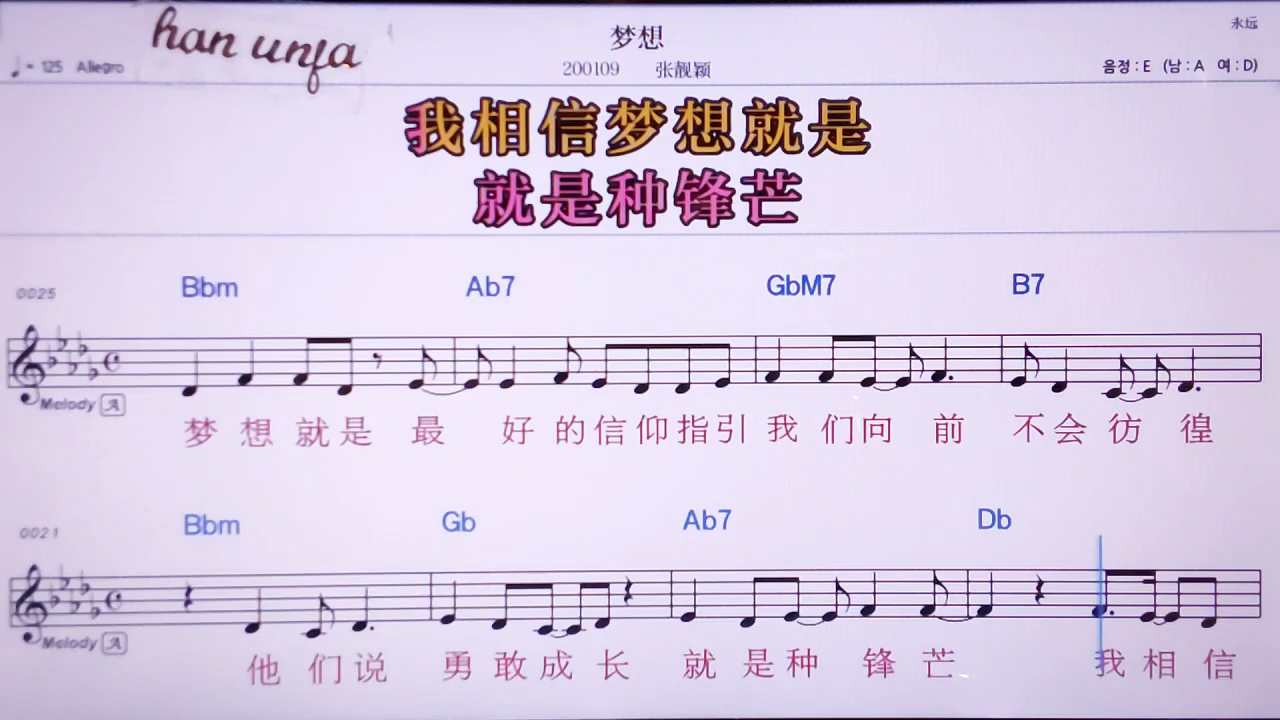 han unfa
梦想
永远
♩= 125 Allegro
200109 张靓颖
음정 : E (남 : A 여 : D)
我相信梦想就是
就是种锋芒
0025 Bbm Ab7 GbM7 B7
Melody A
梦 想 就是 最 好 的信仰指引 我 们向 前 不会 彷 徨
0021 Bbm Gb Ab7 Db
Melody A
他 们说 勇 敢 成 长 就 是种 锋 芒 我 相 信